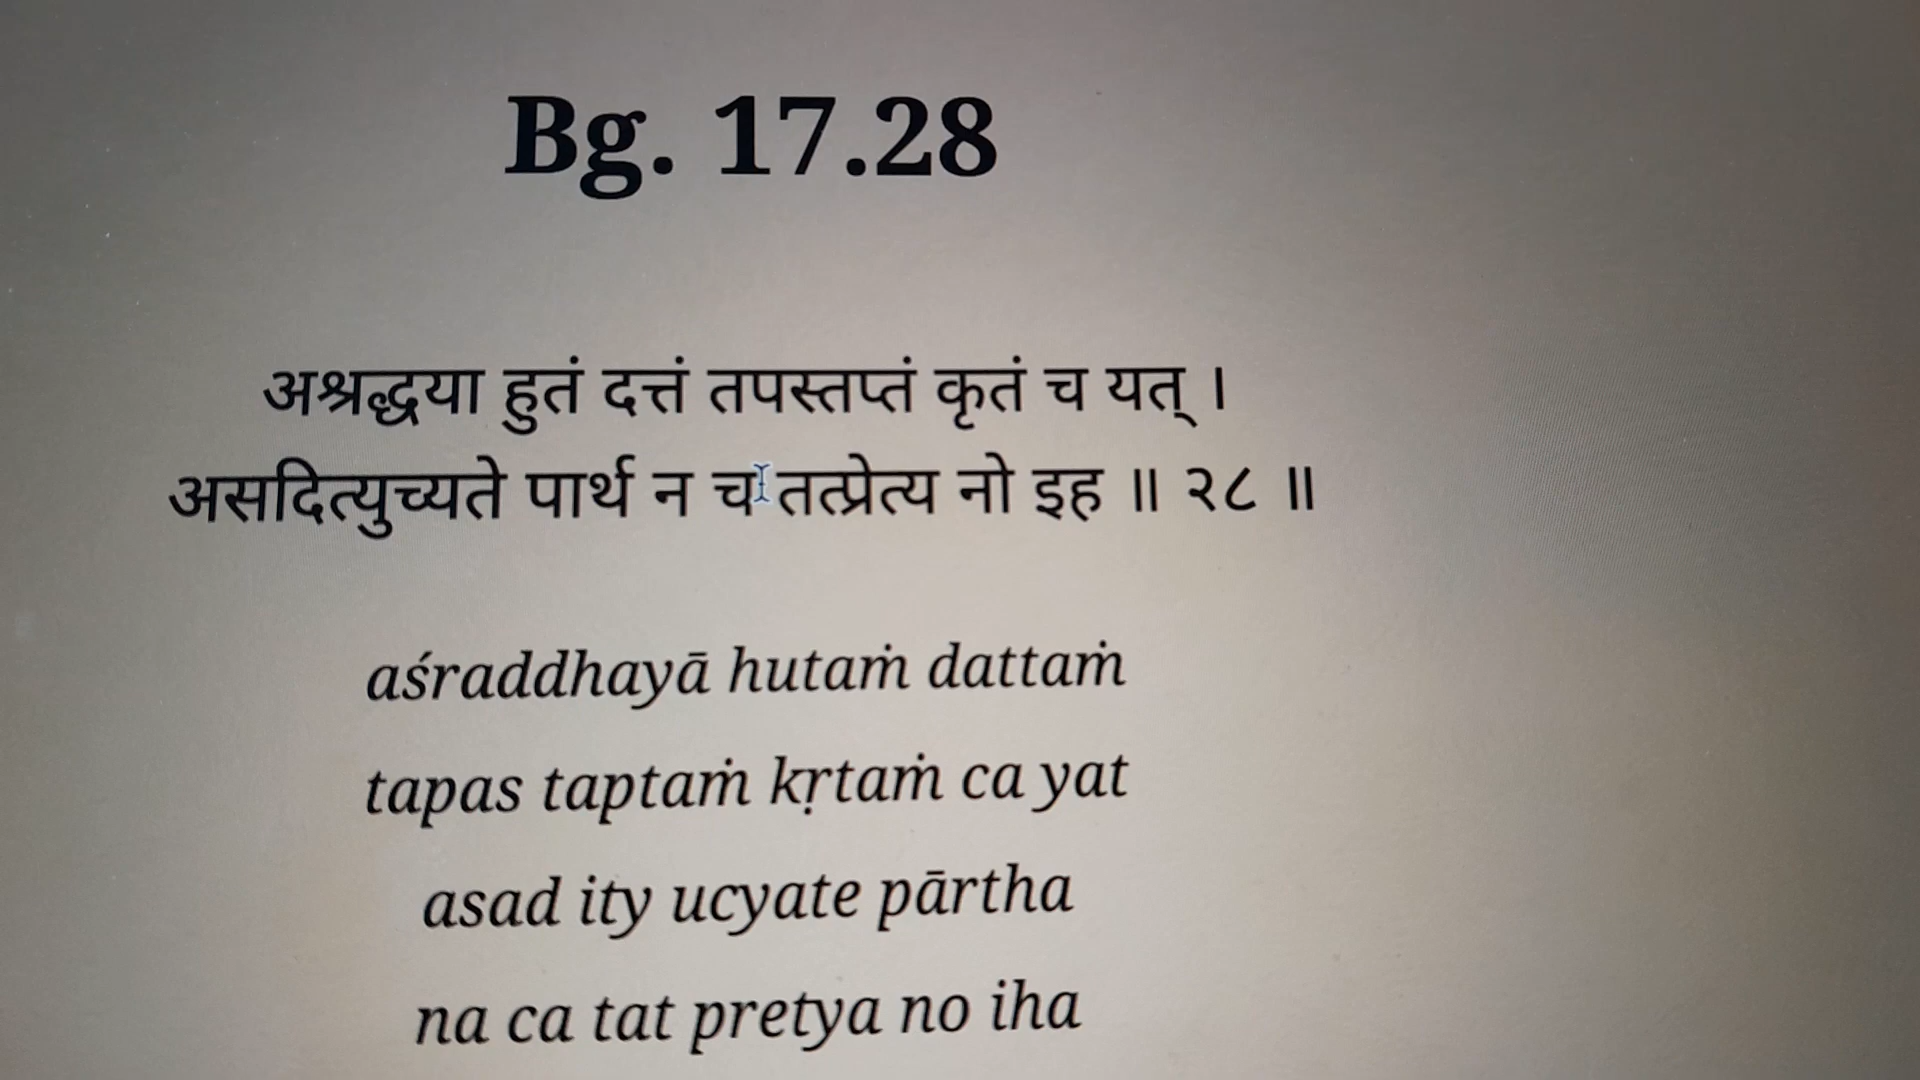 Bg. 17.28
अश्रद्धया हुतं दत्तं तपस्तप्तं कृतं च यत् ।
असदित्युच्यते पार्थ न च तत्प्रेत्य नो इह ॥ २८ ॥
aśraddhayā hutaṁ dattaṁ
tapas taptaṁ kṛtaṁ ca yat
asad ity ucyate pārtha
na ca tat pretya no iha